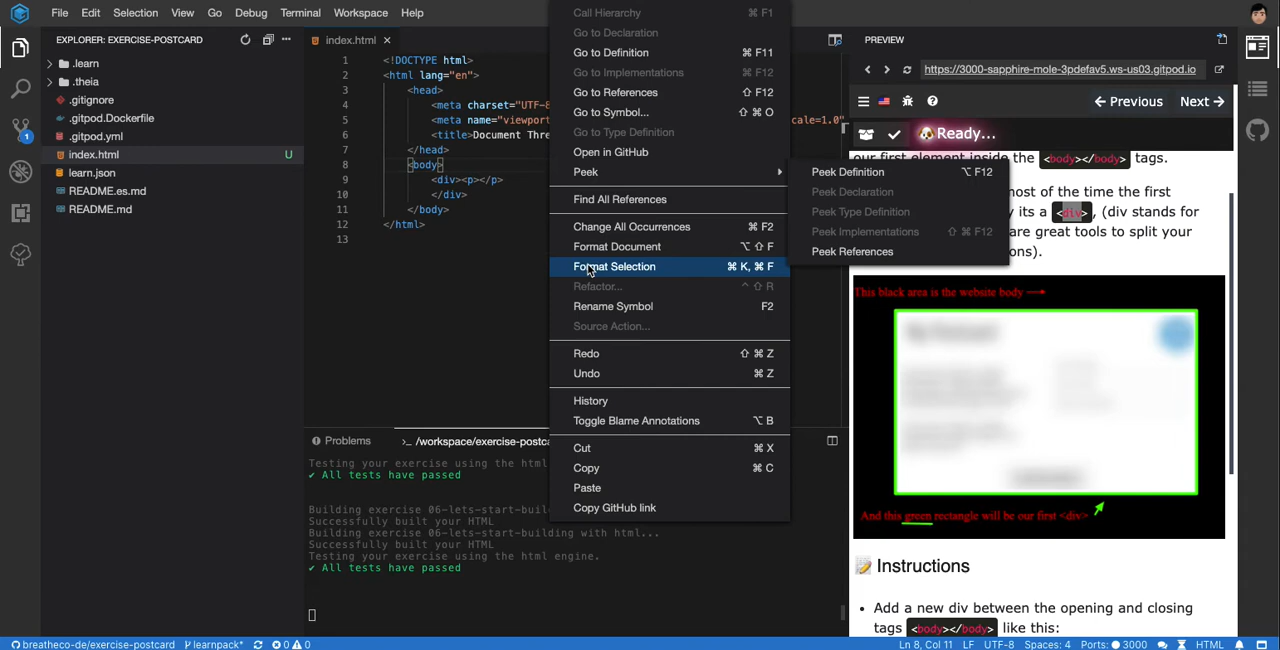 File Edit Selection View Go Debug Terminal Workspace Help
EXPLORER: EXERCISE-POSTCARD
.learn
.theia
.gitignore
.gitpod.Dockerfile
.gitpod.yml
index.html U
learn.json
README.es.md
README.md
1
index.html ×
1 <!DOCTYPE html>
2 <html lang="en">
3 <head>
4 <meta charset="UTF-8
5 <meta name="viewport cale=1.0"
6 <title>Document Thre
7 </head>
8 <body>
9 <div><p></p>
10 </div>
11 </body>
12 </html>
13
Call Hierarchy ⌘ F1
Go to Declaration
Go to Definition ⌘ F11
Go to Implementations ⌘ F12
Go to References ⇧ F12
Go to Symbol... ⇧ ⌘ O
Go to Type Definition
Open in GitHub
Peek
Find All References
Change All Occurrences ⌘ F2
Format Document ⌥ ⇧ F
Format Selection ⌘ K, ⌘ F
Refactor... ^ ⇧ R
Rename Symbol F2
Source Action...
Redo ⇧ ⌘ Z
Undo ⌘ Z
History
Toggle Blame Annotations ⌥ B
Cut ⌘ X
Copy ⌘ C
Paste
Copy GitHub link
Peek Definition ⌥ F12
Peek Declaration
Peek Type Definition
Peek Implementations ⇧ ⌘ F12
Peek References
Problems >_ /workspace/exercise-postca
Testing your exercise using the html
✔ All tests have passed
Building exercise 06-lets-start-buil
Successfully built your HTML
Building exercise 06-lets-start-building with html...
Successfully built your HTML
Testing your exercise using the html engine.
✔ All tests have passed
PREVIEW
https://3000-sapphire-mole-3pdefav5.ws-us03.gitpod.io
← Previous Next →
Ready...
our first element inside the <body></body> tags.
most of the time the first
y its a <div>, (div stands for
are great tools to split your
ons).
This black area is the website body
And this green rectangle will be our first <div>
Instructions
• Add a new div between the opening and closing
tags <body></body> like this:
breatheco-de/exercise-postcard learnpack* 0 0 Ln 8, Col 11 LF UTF-8 Spaces: 4 Ports: 3000 HTML